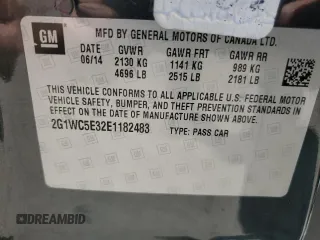 GM
MFD BY GENERAL MOTORS OF CANADA LTD.
DATE GVWR GAWR FRT GAWR RR
06/14 2130 KG 1141 KG 989 KG
4696 LB 2515 LB 2181 LB
THIS VEHICLE CONFORMS TO ALL APPLICABLE U.S. FEDERAL MOTOR
VEHICLE SAFETY, BUMPER, AND THEFT PREVENTION STANDARDS IN
EFFECT ON THE DATE OF MANUFACTURE SHOWN ABOVE.
2G1WC5E32E1182483 TYPE: PASS CAR
DREAMBID